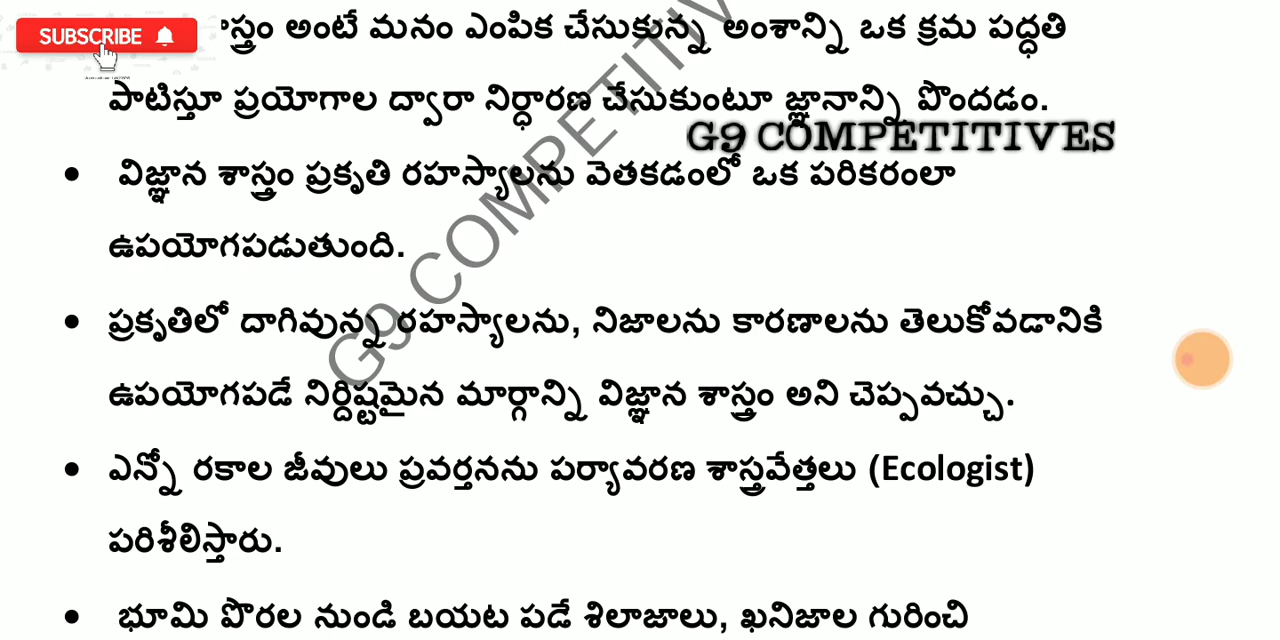 SUBSCRIBE
స్త్రం అంటే మనం ఎంపిక చేసుకున్న అంశాన్ని ఒక క్రమ పద్ధతి
పాటిస్తూ ప్రయోగాల ద్వారా నిర్ధారణ చేసుకుంటూ జ్ఞానాన్ని పొందడం.
G9 COMPETITIVES
విజ్ఞాన శాస్త్రం ప్రకృతి రహస్యాలను వెతకడంలో ఒక పరికరంలా
ఉపయోగపడుతుంది.
G9 COMPETITIV
• ప్రకృతిలో దాగివున్న రహస్యాలను, నిజాలను కారణాలను తెలుకోవడానికి
ఉపయోగపడే నిర్దిష్టమైన మార్గాన్ని విజ్ఞాన శాస్త్రం అని చెప్పవచ్చు.
• ఎన్నో రకాల జీవులు ప్రవర్తనను పర్యావరణ శాస్త్రవేత్తలు (Ecologist)
పరిశీలిస్తారు.
• భూమి పొరల నుండి బయట పడే శిలాజాలు, ఖనిజాల గురించి